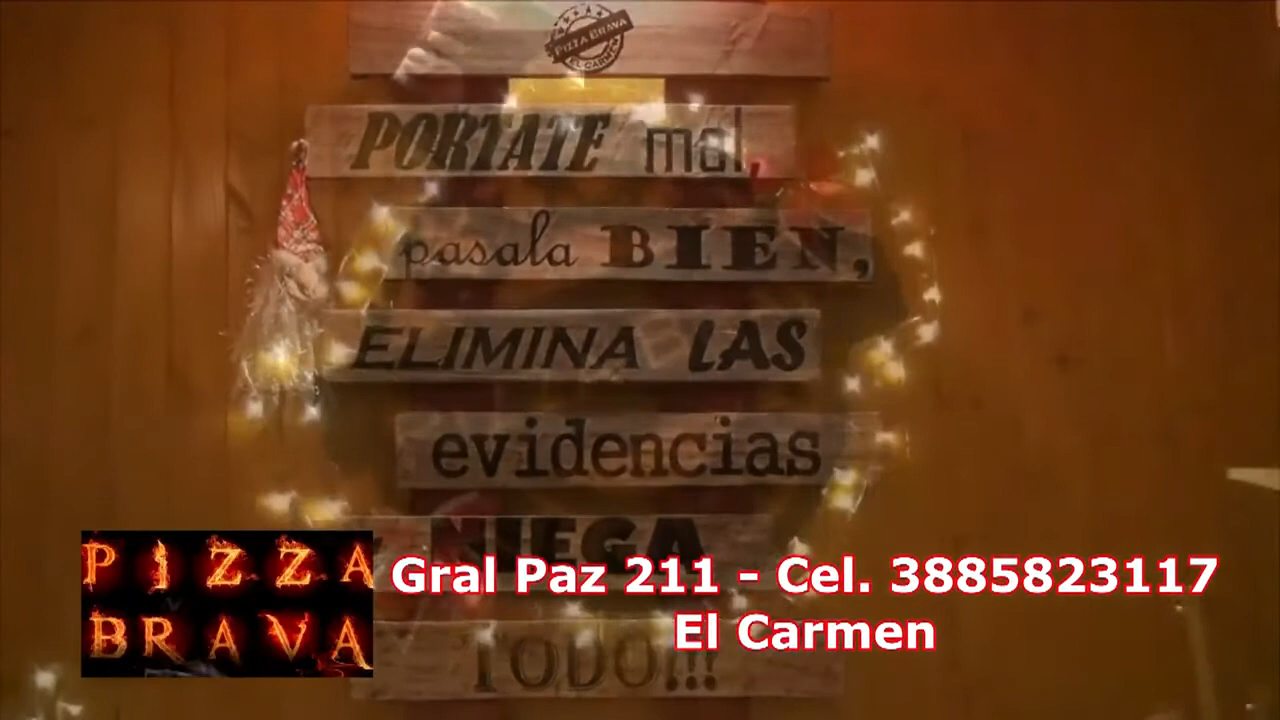 PIZZA BRAVA
EL CARMEN
PORTATE mal,
pasala BIEN,
ELIMINA LAS
evidencias
NIEGA
TODO!!!
PIZZA
BRAVA
Gral Paz 211 - Cel. 3885823117
El Carmen